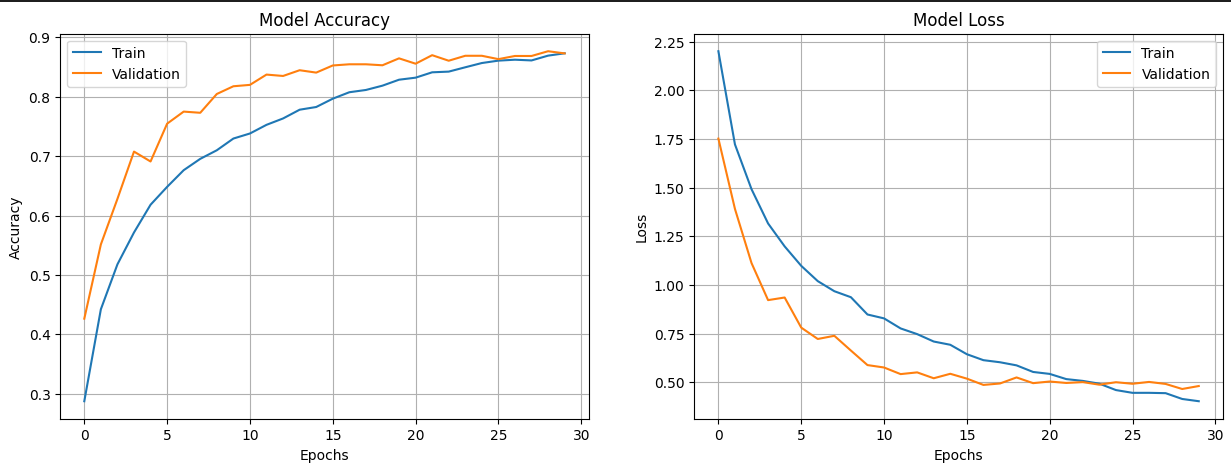 Model Accuracy
0.9
0.8
0.7
0.6
0.5
0.4
0.3
Accuracy
Train
Validation
0 5 10 15 20 25 30
Epochs
Model Loss
2.25
2.00
1.75
1.50
1.25
1.00
0.75
0.50
Loss
Train
Validation
0 5 10 15 20 25 30
Epochs